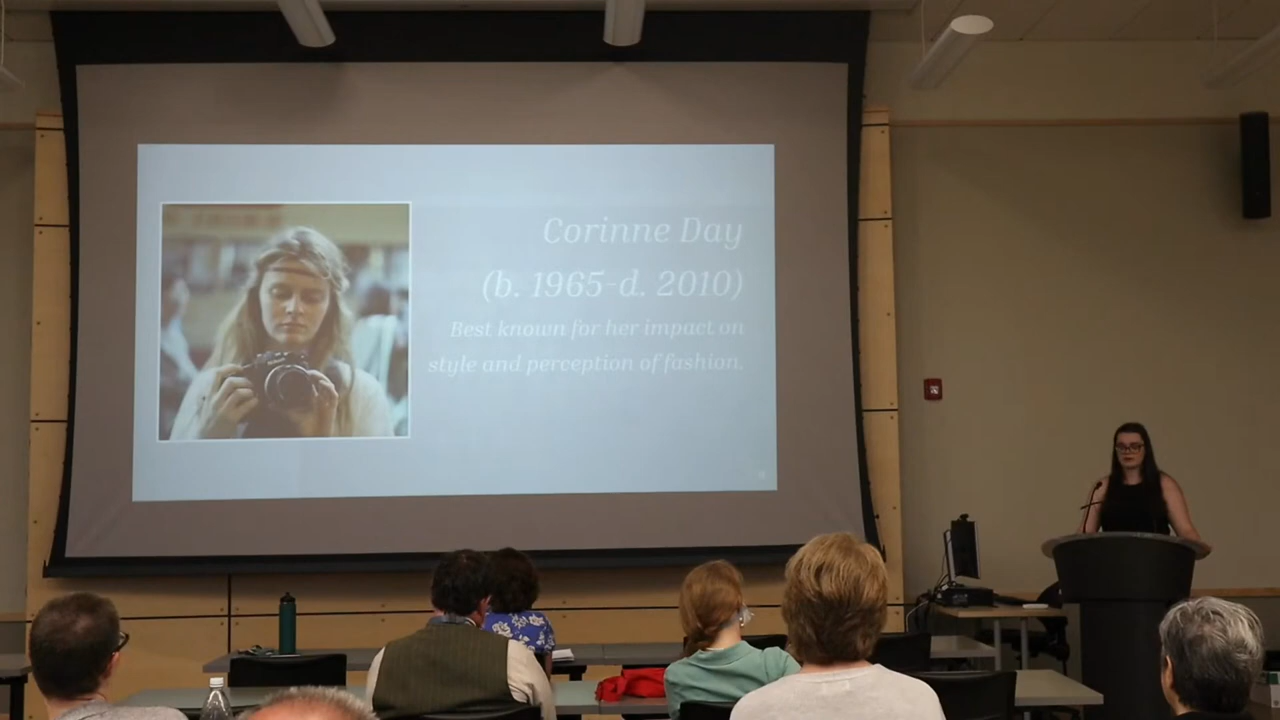 Corinne Day
(b. 1965-d. 2010)
Best known for her impact on
style and perception of fashion.